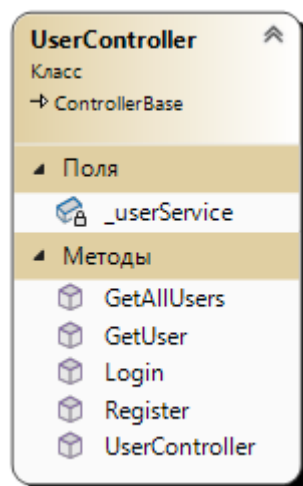 UserController
Класс
ControllerBase
Поля
_userService
Методы
GetAllUsers
GetUser
Login
Register
UserController